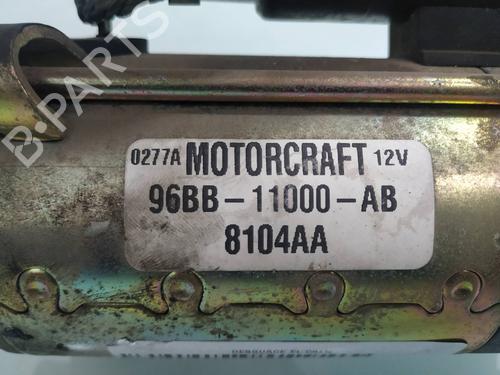 B-PARTS
0277A MOTORCRAFT 12V
96BB-11000-AB
8104AA